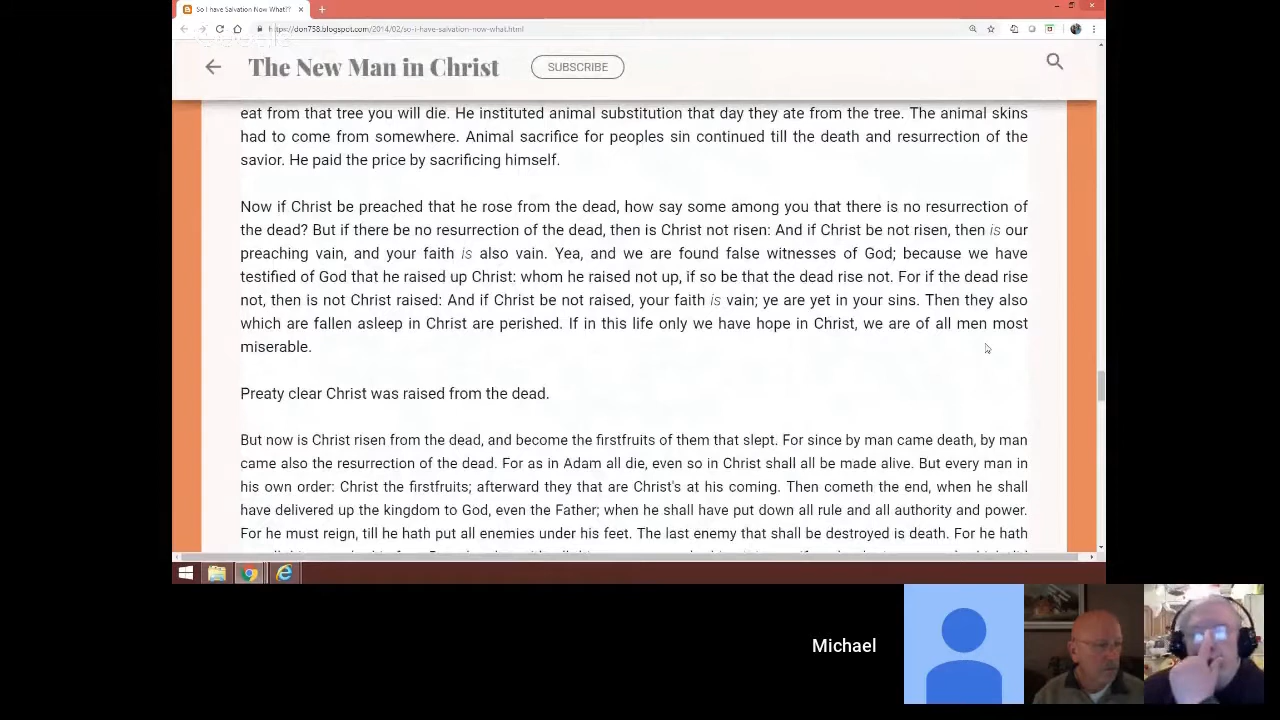 So I have Salvation Now What??
https://don758.blogspot.com/2014/02/so-i-have-salvation-now-what.html
The New Man in Christ
SUBSCRIBE
eat from that tree you will die. He instituted animal substitution that day they ate from the tree. The animal skins
had to come from somewhere. Animal sacrifice for peoples sin continued till the death and resurrection of the
savior. He paid the price by sacrificing himself.
Now if Christ be preached that he rose from the dead, how say some among you that there is no resurrection of
the dead? But if there be no resurrection of the dead, then is Christ not risen: And if Christ be not risen, then is our
preaching vain, and your faith is also vain. Yea, and we are found false witnesses of God; because we have
testified of God that he raised up Christ: whom he raised not up, if so be that the dead rise not. For if the dead rise
not, then is not Christ raised: And if Christ be not raised, your faith is vain; ye are yet in your sins. Then they also
which are fallen asleep in Christ are perished. If in this life only we have hope in Christ, we are of all men most
miserable.
Preaty clear Christ was raised from the dead.
But now is Christ risen from the dead, and become the firstfruits of them that slept. For since by man came death, by man
came also the resurrection of the dead. For as in Adam all die, even so in Christ shall all be made alive. But every man in
his own order: Christ the firstfruits; afterward they that are Christ's at his coming. Then cometh the end, when he shall
have delivered up the kingdom to God, even the Father; when he shall have put down all rule and all authority and power.
For he must reign, till he hath put all enemies under his feet. The last enemy that shall be destroyed is death. For he hath
Michael